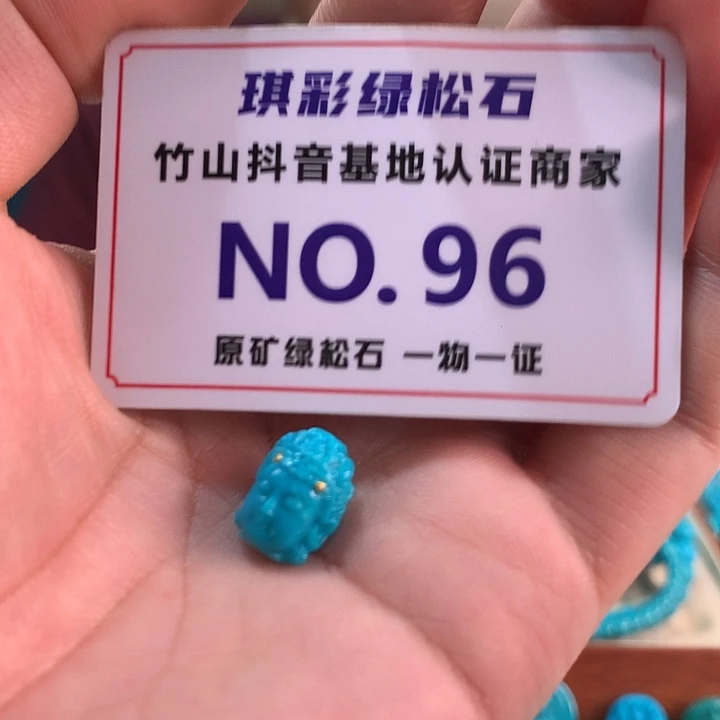 琪彩绿松石
竹山抖音基地认证商家
NO.96
原矿绿松石 一物一证